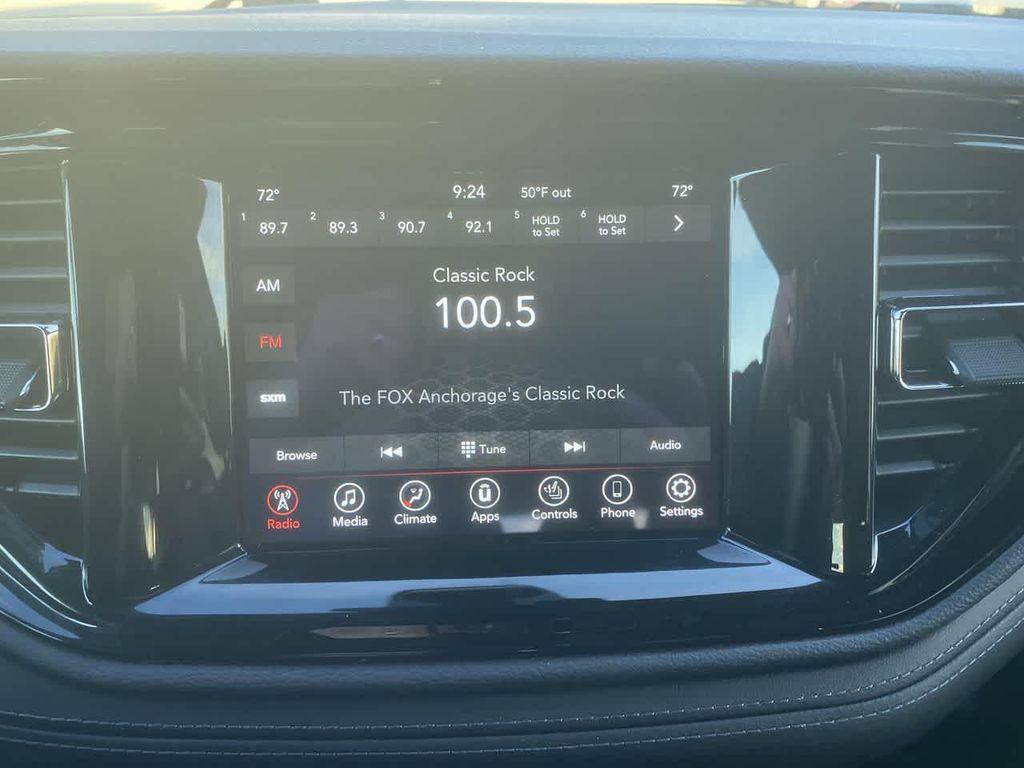 72° 9:24 50°F out 72°
1 89.7 2 89.3 3 90.7 4 92.1 5 HOLD to Set 6 HOLD to Set
Classic Rock
AM
100.5
FM
The FOX Anchorage's Classic Rock
sxm
Browse Tune Audio
Radio Media Climate Apps Controls Phone Settings